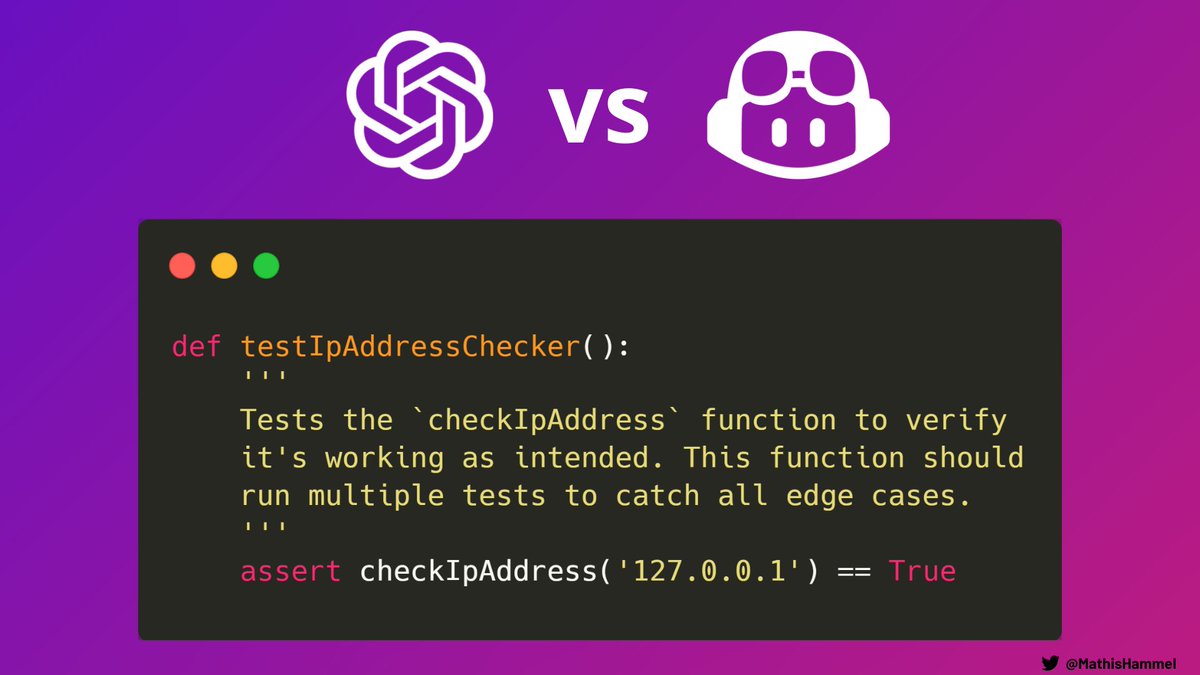 vs
def testIpAddressChecker():
'''
Tests the `checkIpAddress` function to verify
it's working as intended. This function should
run multiple tests to catch all edge cases.
'''
assert checkIpAddress('127.0.0.1') == True
@MathisHammel